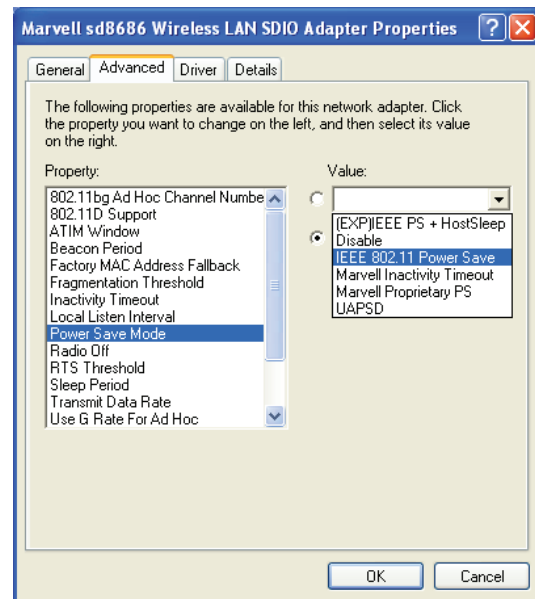 Marvell sd8686 Wireless LAN SDIO Adapter Properties
General Advanced Driver Details
The following properties are available for this network adapter. Click
the property you want to change on the left, and then select its value
on the right.
Property:
802.11bg Ad Hoc Channel Numbe
802.11D Support
ATIM Window
Beacon Period
Factory MAC Address Fallback
Fragmentation Threshold
Inactivity Timeout
Local Listen Interval
Power Save Mode
Radio Off
RTS Threshold
Sleep Period
Transmit Data Rate
Use G Rate For Ad Hoc
Value:
(EXP)IEEE PS + HostSleep
Disable
IEEE 802.11 Power Save
Marvell Inactivity Timeout
Marvell Proprietary PS
UAPSD
OK Cancel